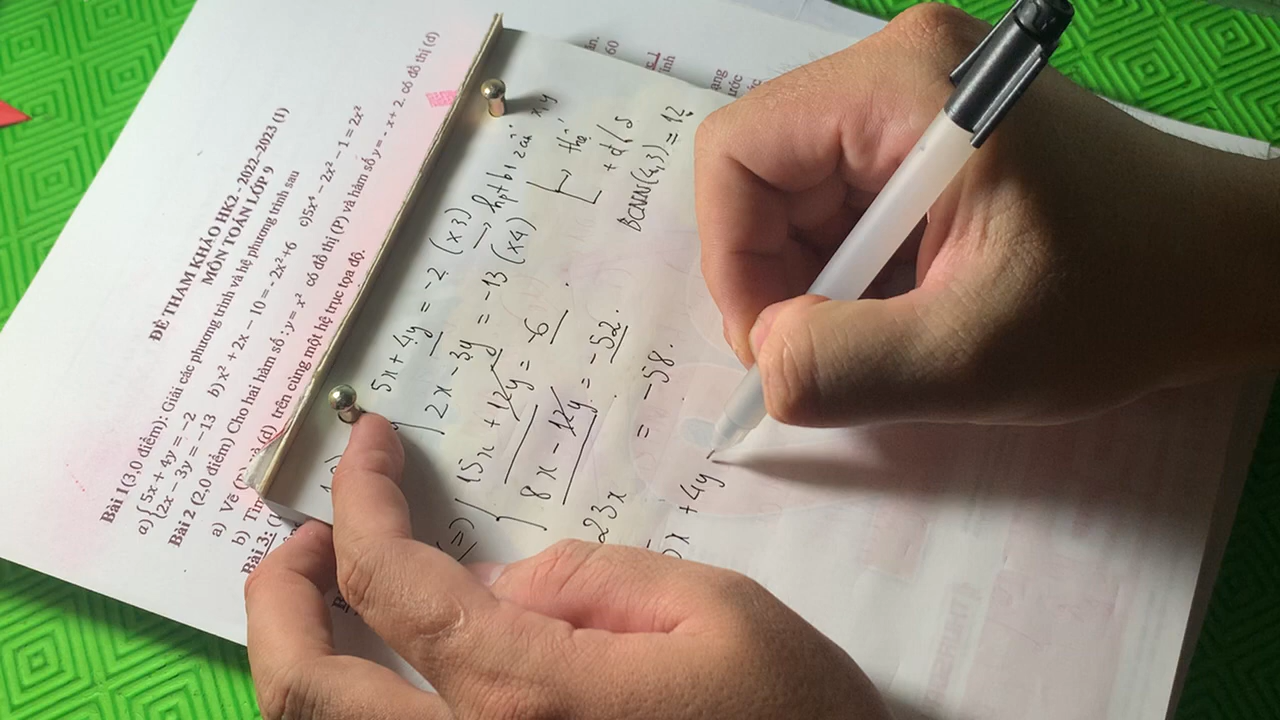 ĐỀ THAM KHẢO HK2 - 2022-2023 (1)
MÔN TOÁN LỚP 9
Bài 1 (3,0 điểm): Giải các phương trình và hệ phương trình sau
a) { 5x + 4y = -2
2x - 3y = -13 b) x² + 2x - 10 = - 2x² + 6 c) 5x⁴ - 2x² - 1 = 2x²
Bài 2 (2,0 điểm) Cho hai hàm số : y = x² có đồ thị (P) và hàm số y = - x + 2. có đồ thị (d)
a) Vẽ (d) trên cùng một hệ trục tọa độ.
b)
Bài 3:
{ 5x + 4y = -2 (x3)
2x - 3y = -13 (x4)
→ hpt b1 2 ẩn x, y
<=> { 15x + 12y = -6
8x - 12y = -52.
→ thế
+ đ/s
BCNN(4,3) = 12
23x = -58.
5x + 4y
60